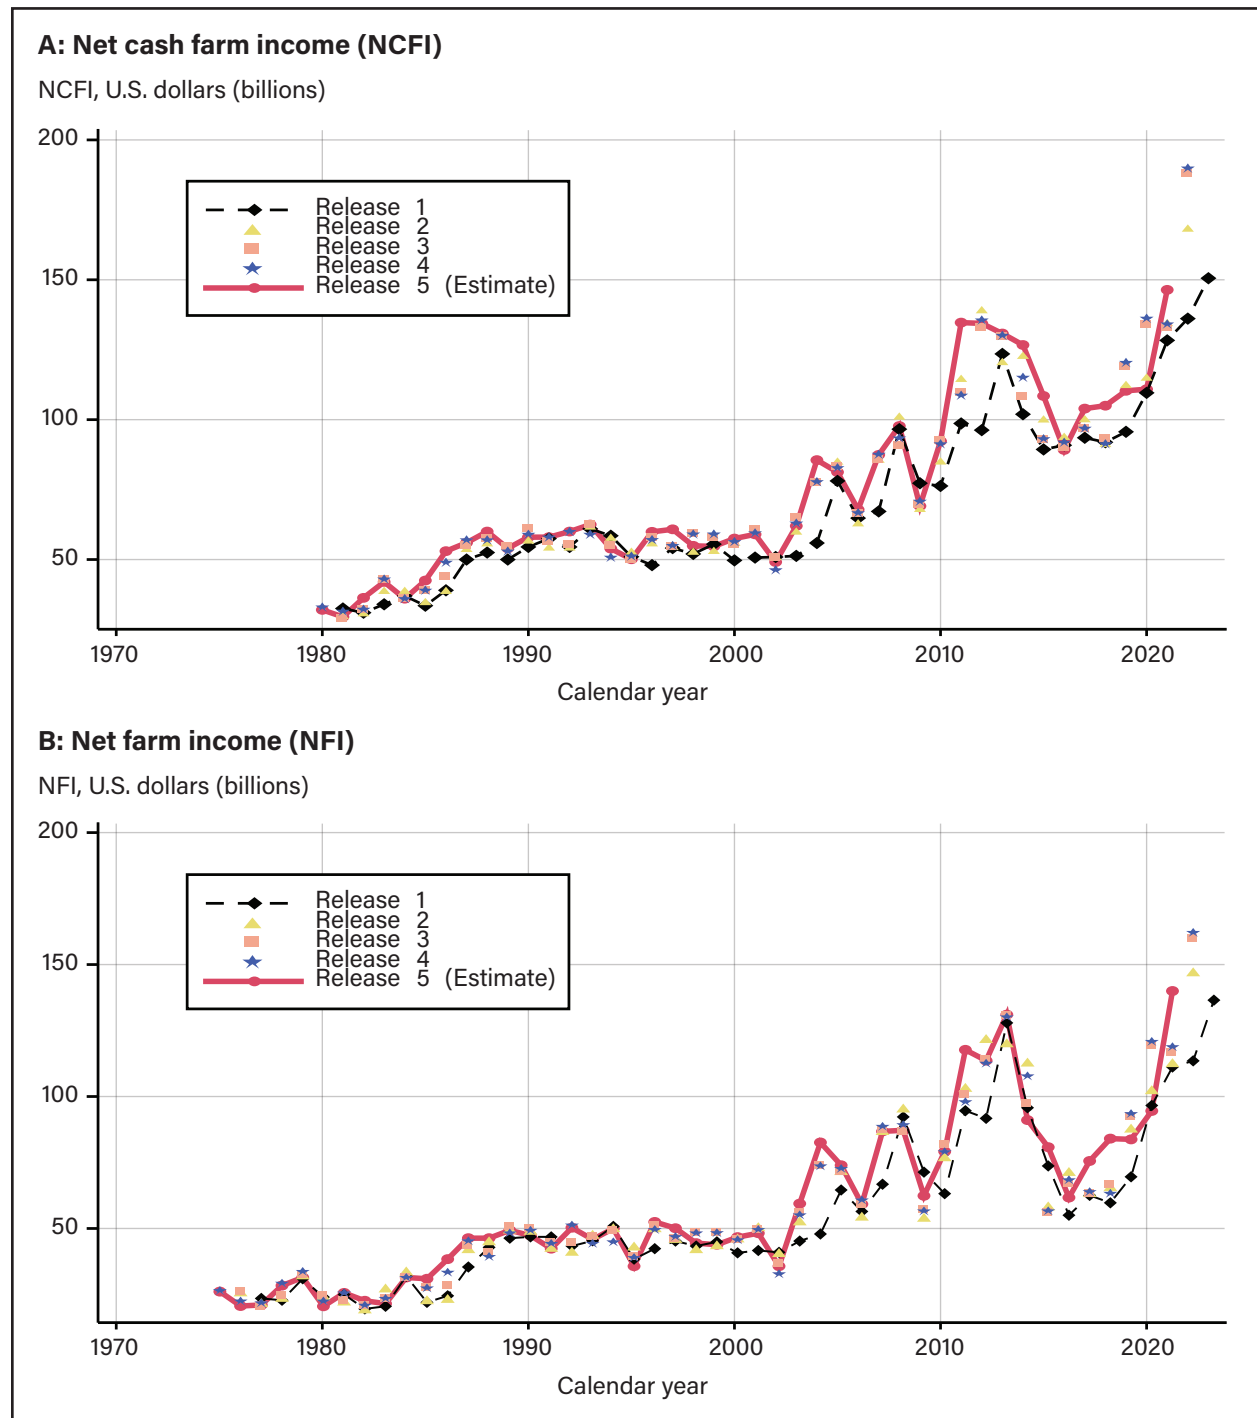 A: Net cash farm income (NCFI)
NCFI, U.S. dollars (billions)
200
150
100
50
Release 1
Release 2
Release 3
Release 4
Release 5 (Estimate)
1970 1980 1990 2000 2010 2020
Calendar year
B: Net farm income (NFI)
NFI, U.S. dollars (billions)
200
150
100
50
Release 1
Release 2
Release 3
Release 4
Release 5 (Estimate)
1970 1980 1990 2000 2010 2020
Calendar year